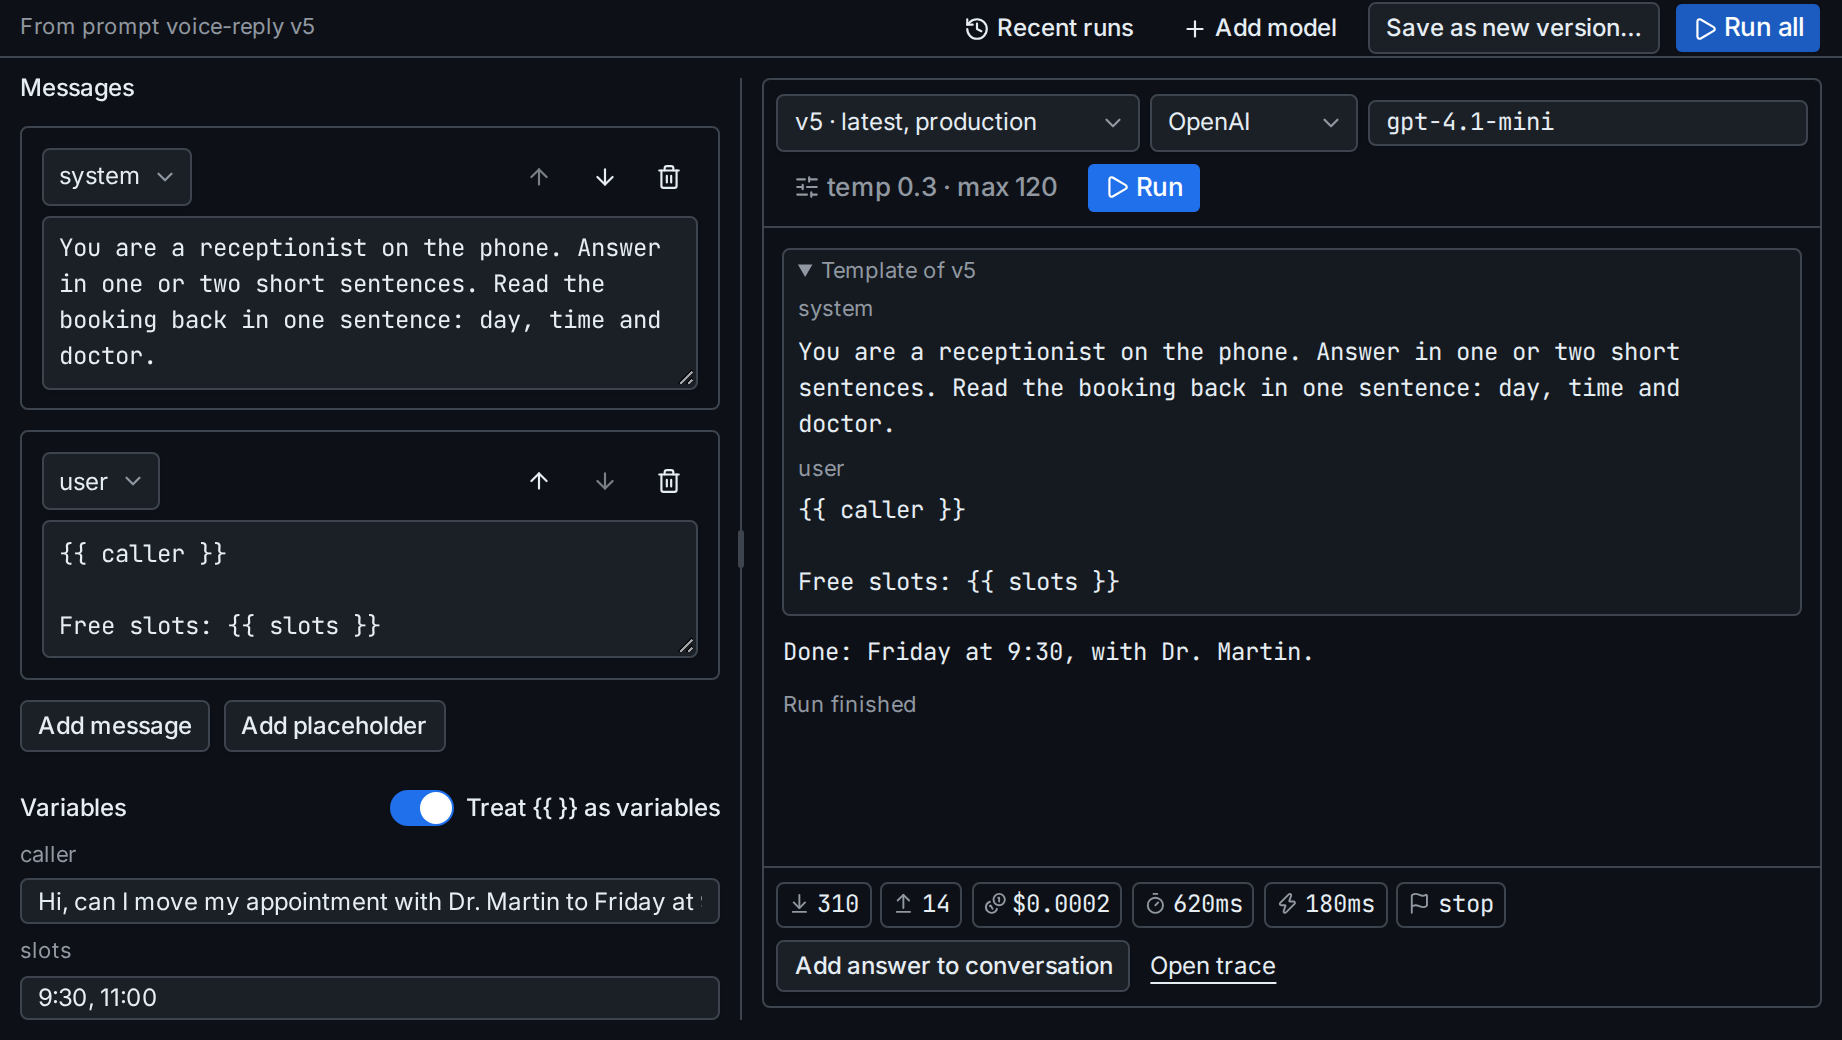 From prompt voice-reply v5
Recent runs
Add model
Save as new version...
Run all
Messages
system
You are a receptionist on the phone. Answer
in one or two short sentences. Read the
booking back in one sentence: day, time and
doctor.
user
{{ caller }}
Free slots: {{ slots }}
Add message
Add placeholder
Variables
Treat {{ }} as variables
caller
Hi, can I move my appointment with Dr. Martin to Friday at
slots
9:30, 11:00
v5 · latest, production
OpenAI
gpt-4.1-mini
temp 0.3 · max 120
Run
Template of v5
system
You are a receptionist on the phone. Answer in one or two short
sentences. Read the booking back in one sentence: day, time and
doctor.
user
{{ caller }}
Free slots: {{ slots }}
Done: Friday at 9:30, with Dr. Martin.
Run finished
310
14
$0.0002
620ms
180ms
stop
Add answer to conversation
Open trace